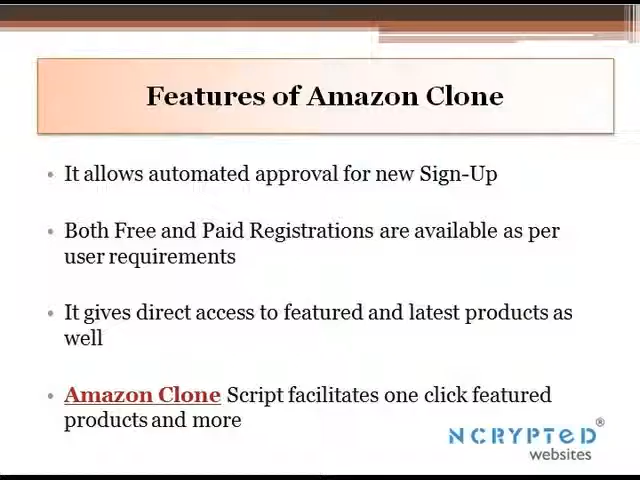 Features of Amazon Clone
• It allows automated approval for new Sign-Up
• Both Free and Paid Registrations are available as per
user requirements
• It gives direct access to featured and latest products as
well
• Amazon Clone Script facilitates one click featured
products and more
NCRYPTED®
websites